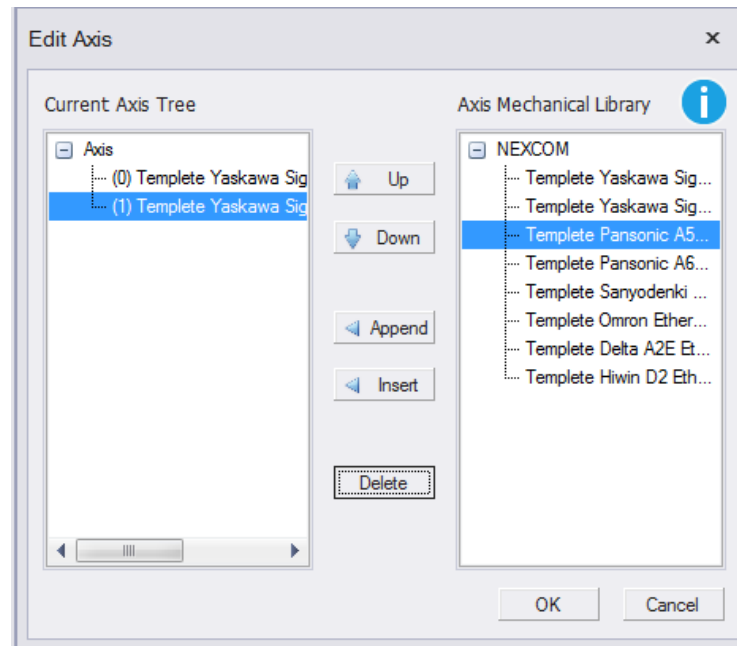 Edit Axis
Current Axis Tree
Axis
(0) Templete Yaskawa Sig
(1) Templete Yaskawa Sig
Up
Down
Append
Insert
Delete
Axis Mechanical Library
NEXCOM
Templete Yaskawa Sig...
Templete Yaskawa Sig...
Templete Pansonic A5...
Templete Pansonic A6...
Templete Sanyodenki ...
Templete Omron Ether...
Templete Delta A2E Et...
Templete Hiwin D2 Eth...
OK
Cancel